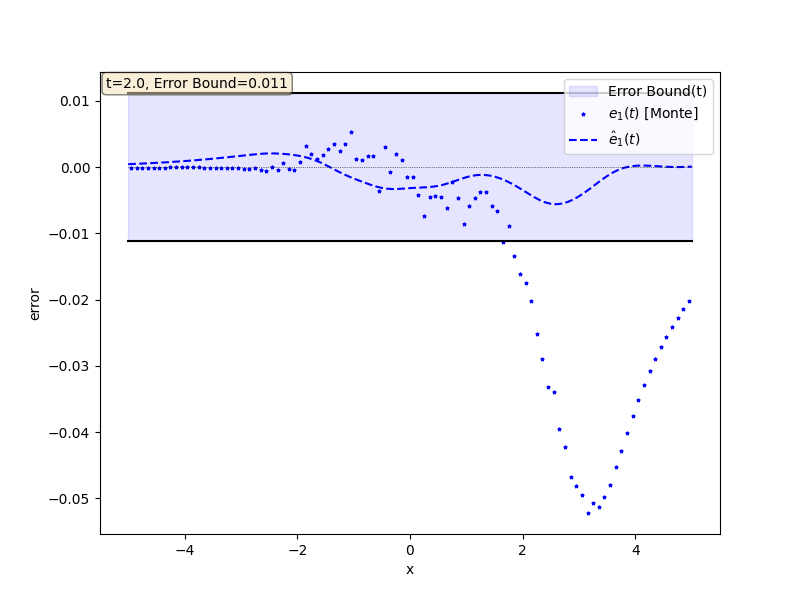 t=2.0, Error Bound=0.011
Error Bound(t)
e₁(t) [Monte]
ê₁(t)
0.01
0.00
−0.01
−0.02
−0.03
−0.04
−0.05
error
−4
−2
0
2
4
x